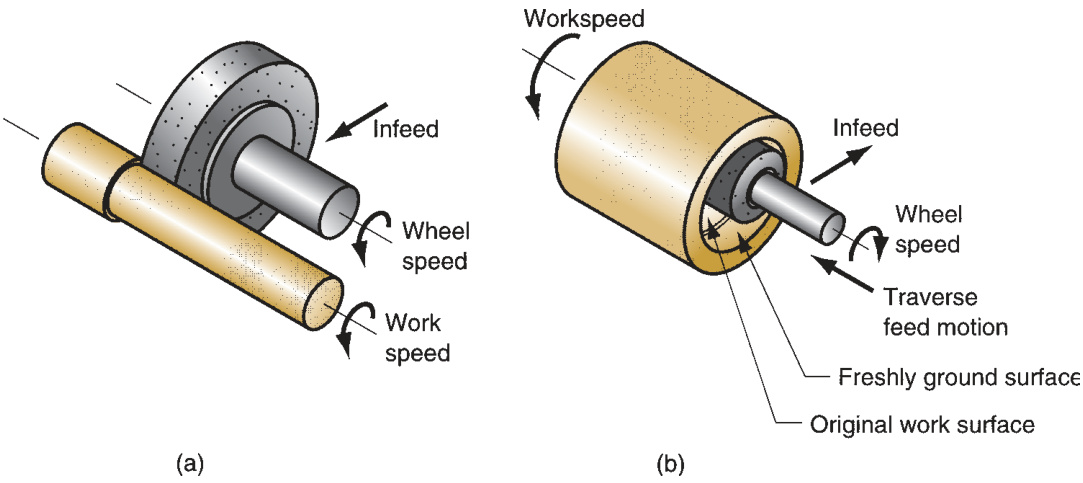 Infeed
Wheel
speed
Work
speed
(a)
Workspeed
Infeed
Wheel
speed
Traverse
feed motion
Freshly ground surface
Original work surface
(b)